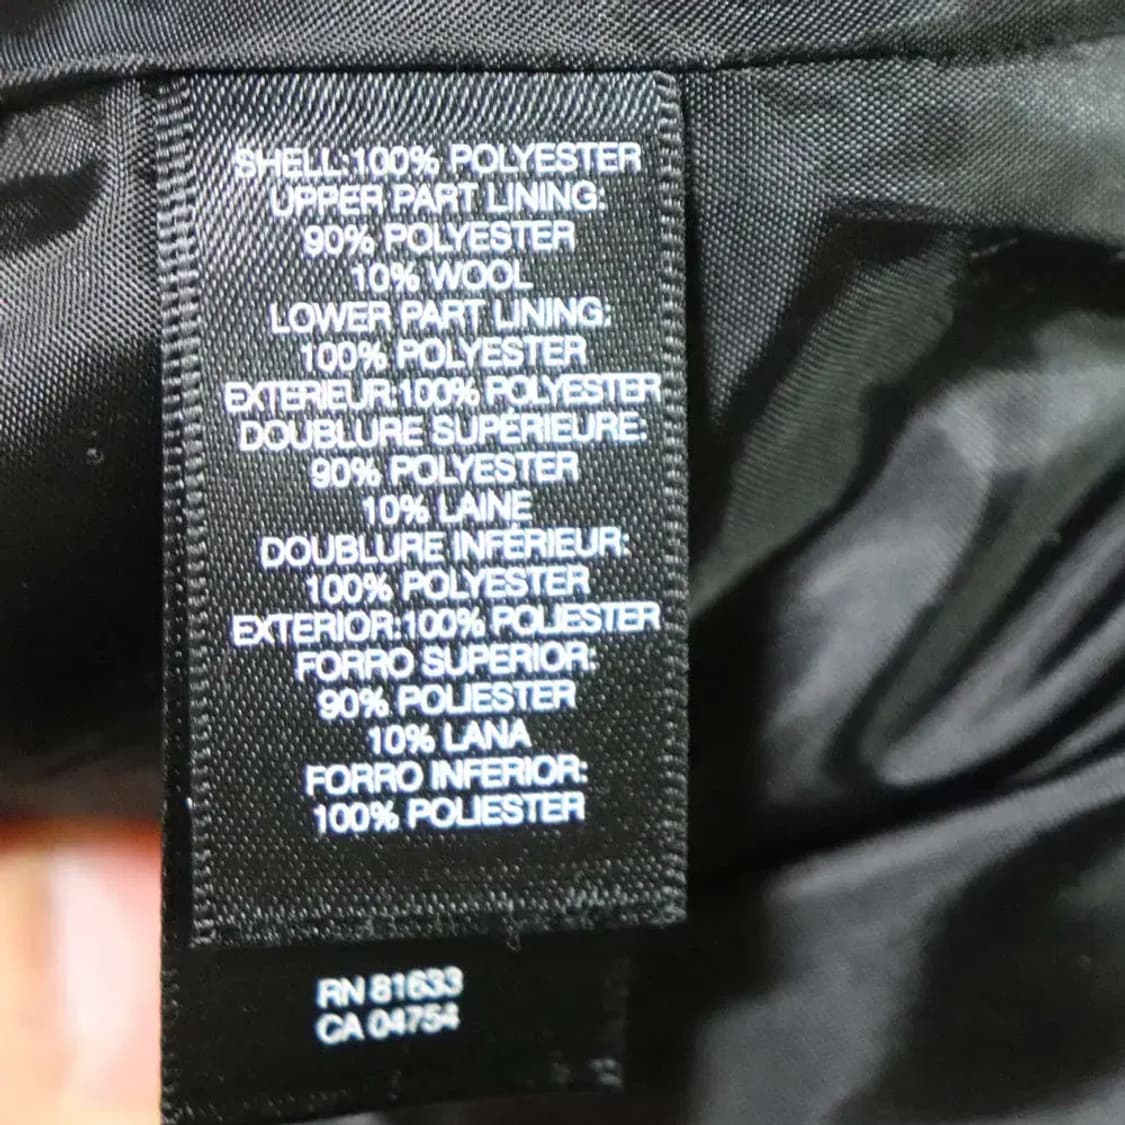 SHELL:100% POLYESTER
UPPER PART LINING:
90% POLYESTER
10% WOOL
LOWER PART LINING:
100% POLYESTER
EXTERIEUR:100% POLYESTER
DOUBLURE SUPÉRIEURE:
90% POLYESTER
10% LAINE
DOUBLURE INFÉRIEUR:
100% POLYESTER
EXTERIOR:100% POLIESTER
FORRO SUPERIOR:
90% POLIESTER
10% LANA
FORRO INFERIOR:
100% POLIESTER
RN 81633
CA 04754